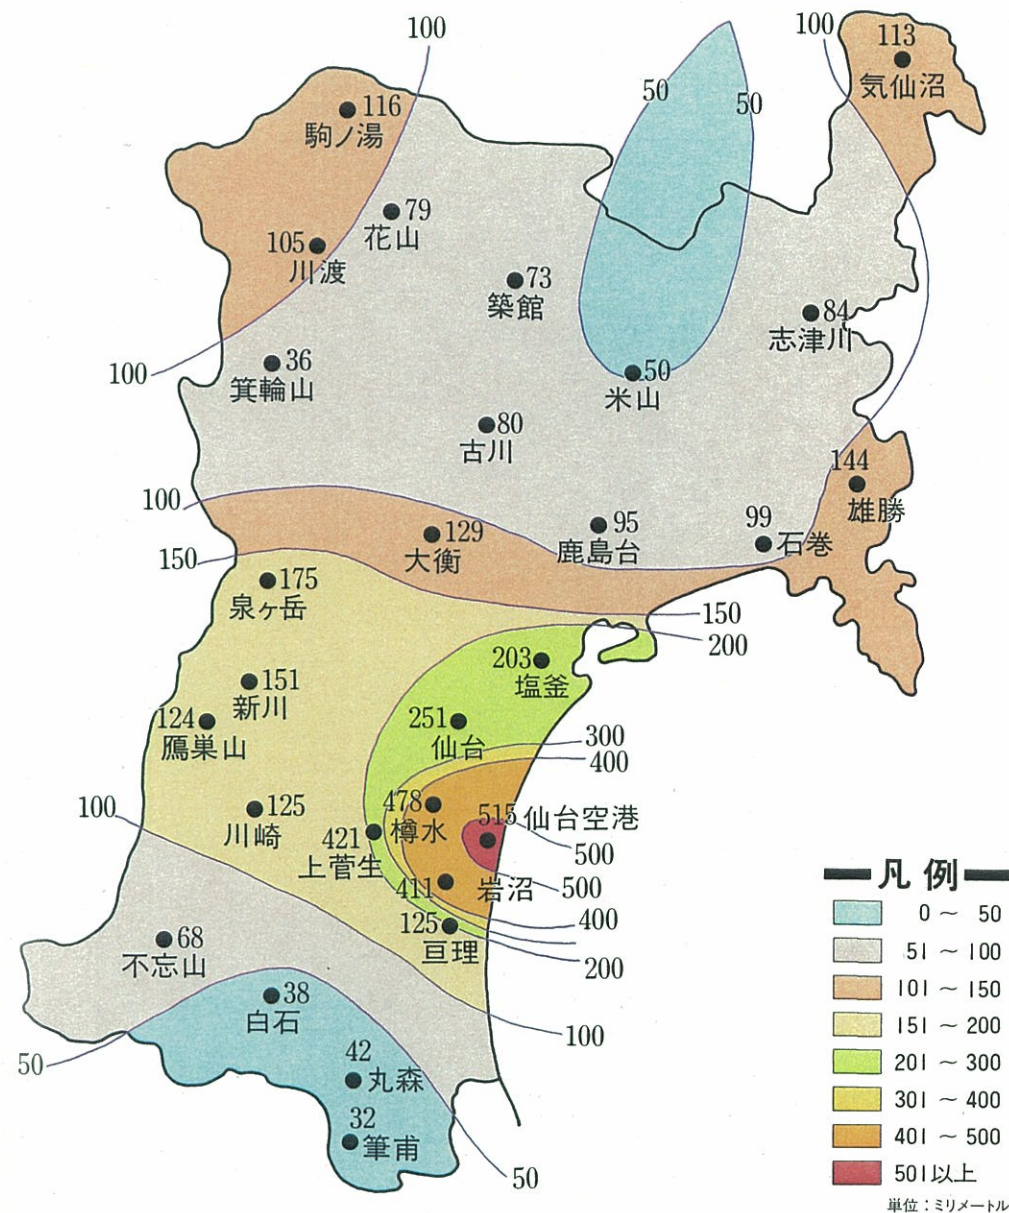 100
100
113
気仙沼
50
50
116
駒ノ湯
79
花山
105
川渡
73
築館
84
志津川
100
36
箕輪山
50
米山
80
古川
144
雄勝
100
129
大衡
95
鹿島台
99
石巻
150
175
泉ヶ岳
150
200
203
塩釜
151
新川
124
鴈巣山
251
仙台
300
400
100
125
川崎
478
樽水
421
上菅生
515 仙台空港
500
500
411
岩沼
400
125
亘理
200
68
不忘山
38
白石
100
50
42
丸森
32
筆甫
50
凡例
0 ～ 50
51 ～ 100
101 ～ 150
151 ～ 200
201 ～ 300
301 ～ 400
401 ～ 500
501以上
単位：ミリメートル